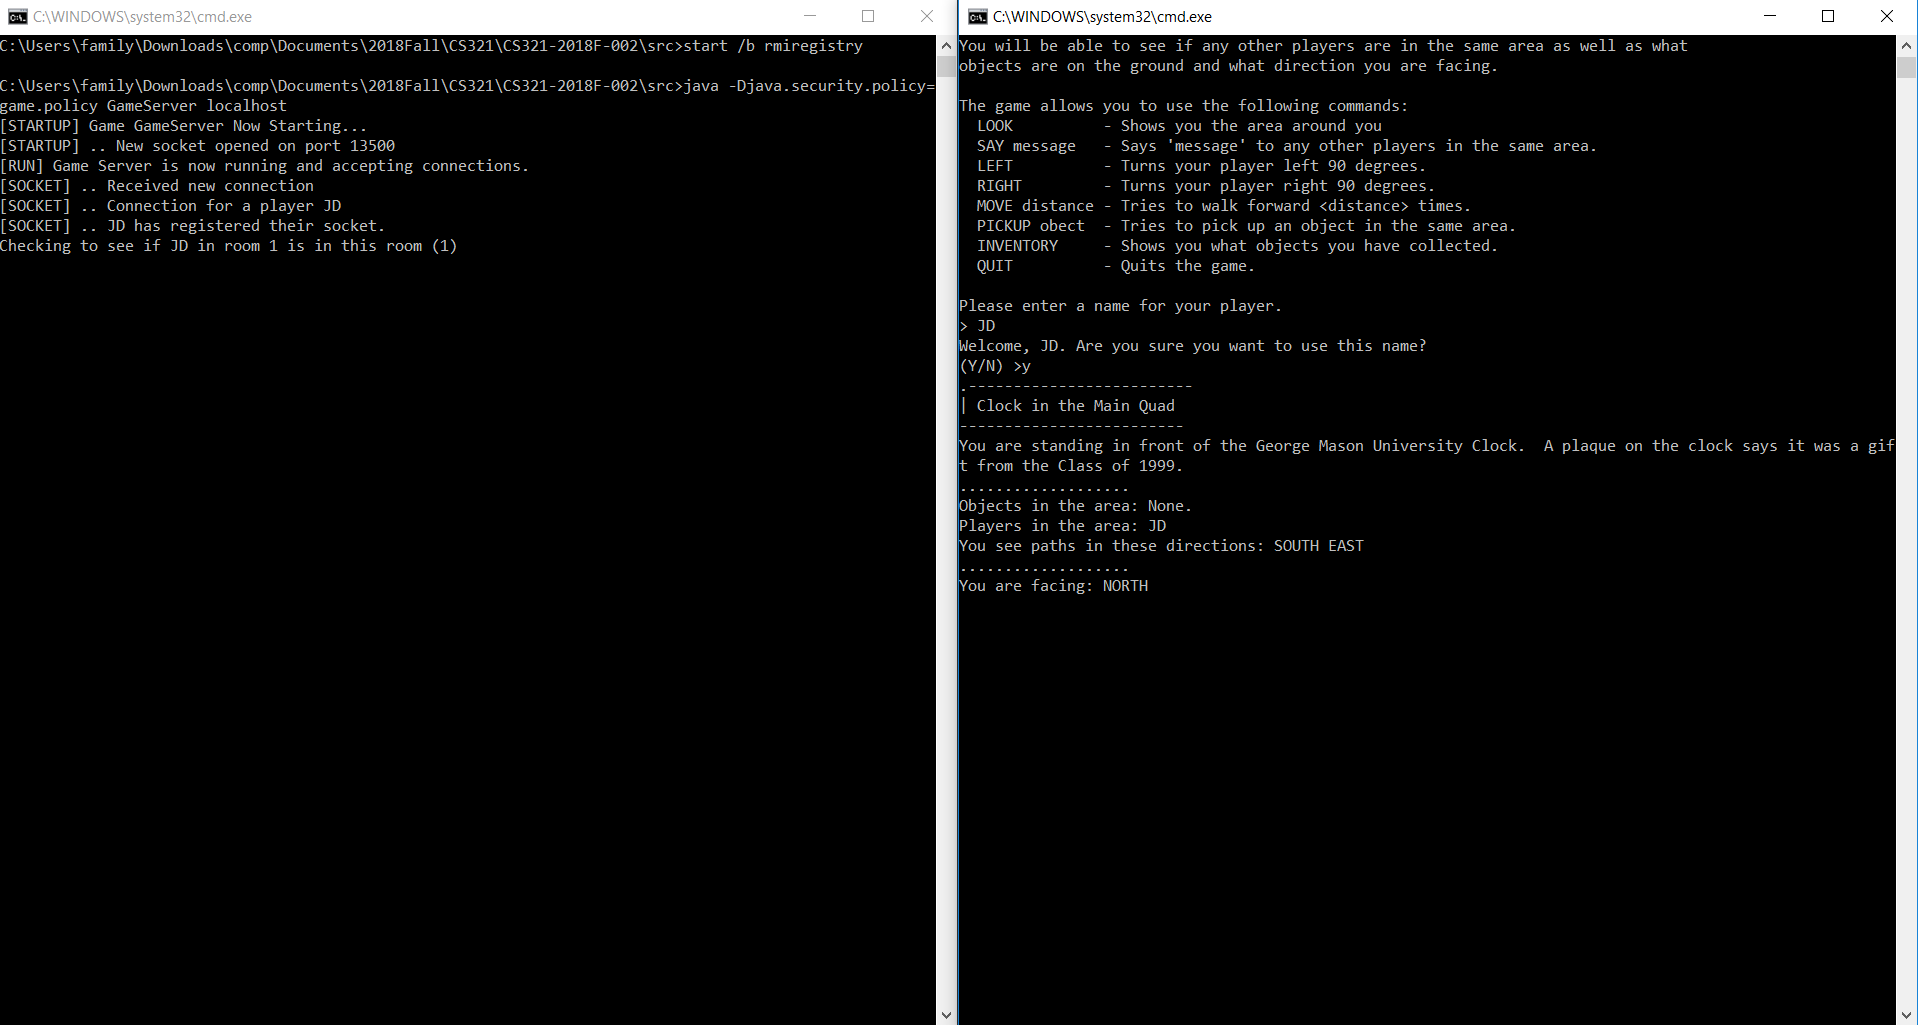 C:\WINDOWS\system32\cmd.exe
C:\Users\family\Downloads\comp\Documents\2018Fall\CS321\CS321-2018F-002\src>start /b rmiregistry
C:\Users\family\Downloads\comp\Documents\2018Fall\CS321\CS321-2018F-002\src>java -Djava.security.policy=
game.policy GameServer localhost
[STARTUP] Game GameServer Now Starting...
[STARTUP] .. New socket opened on port 13500
[RUN] Game Server is now running and accepting connections.
[SOCKET] .. Received new connection
[SOCKET] .. Connection for a player JD
[SOCKET] .. JD has registered their socket.
Checking to see if JD in room 1 is in this room (1)
C:\WINDOWS\system32\cmd.exe
You will be able to see if any other players are in the same area as well as what
objects are on the ground and what direction you are facing.
The game allows you to use the following commands:
LOOK - Shows you the area around you
SAY message - Says 'message' to any other players in the same area.
LEFT - Turns your player left 90 degrees.
RIGHT - Turns your player right 90 degrees.
MOVE distance - Tries to walk forward <distance> times.
PICKUP obect - Tries to pick up an object in the same area.
INVENTORY - Shows you what objects you have collected.
QUIT - Quits the game.
Please enter a name for your player.
> JD
Welcome, JD. Are you sure you want to use this name?
(Y/N) >y
.-------------------------
| Clock in the Main Quad
-------------------------
You are standing in front of the George Mason University Clock.  A plaque on the clock says it was a gif
t from the Class of 1999.
...................
Objects in the area: None.
Players in the area: JD
You see paths in these directions: SOUTH EAST
...................
You are facing: NORTH